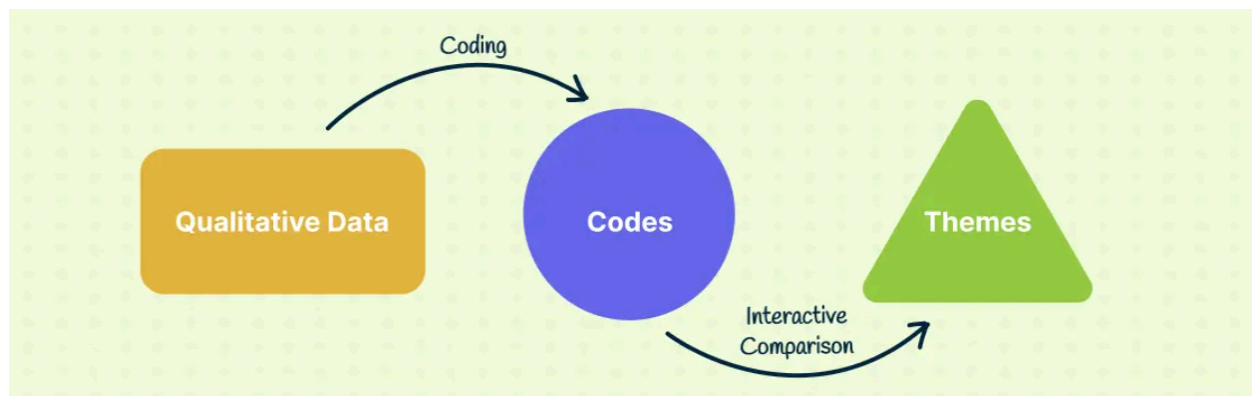 Coding
Qualitative Data
Codes
Themes
Interactive
Comparison